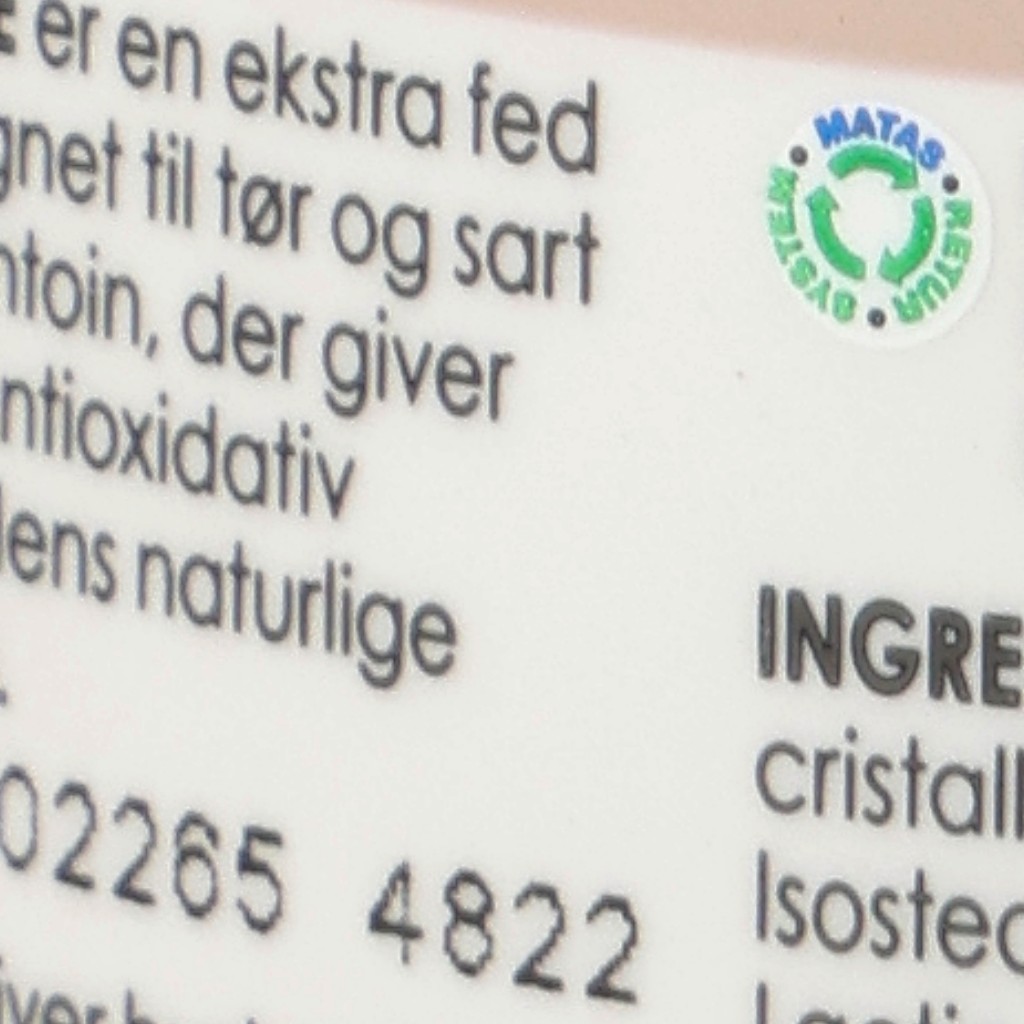 er en ekstra fed
gnet til tør og sart
ntoin, der giver
ntioxidativ
dens naturlige
02265 4822
MATAS
RETUR
SYSTEM
INGRE
cristall
Isostea